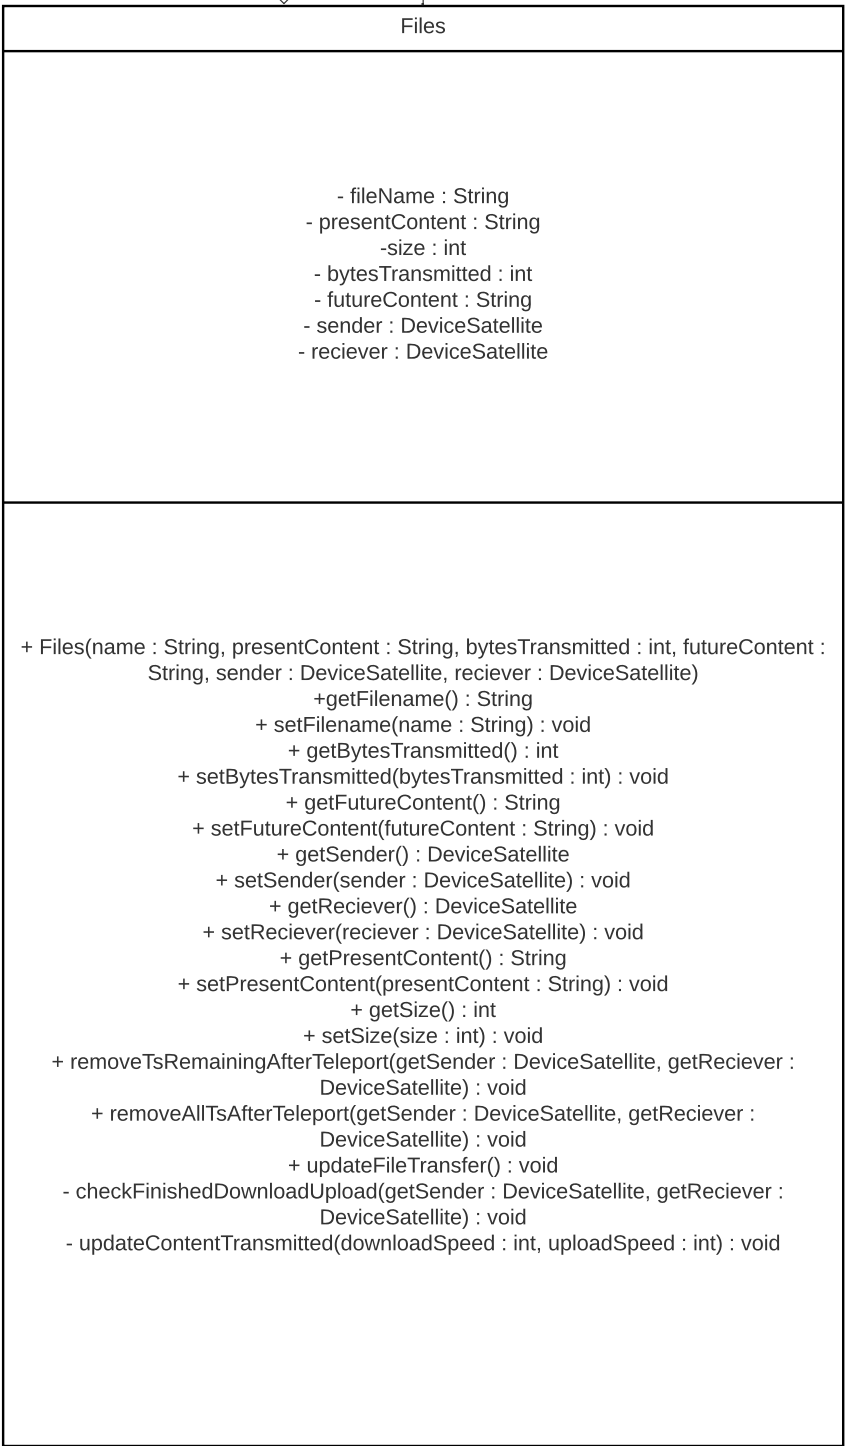 Files
- fileName : String
- presentContent : String
-size : int
- bytesTransmitted : int
- futureContent : String
- sender : DeviceSatellite
- reciever : DeviceSatellite
+ Files(name : String, presentContent : String, bytesTransmitted : int, futureContent :
String, sender : DeviceSatellite, reciever : DeviceSatellite)
+getFilename() : String
+ setFilename(name : String) : void
+ getBytesTransmitted() : int
+ setBytesTransmitted(bytesTransmitted : int) : void
+ getFutureContent() : String
+ setFutureContent(futureContent : String) : void
+ getSender() : DeviceSatellite
+ setSender(sender : DeviceSatellite) : void
+ getReciever() : DeviceSatellite
+ setReciever(reciever : DeviceSatellite) : void
+ getPresentContent() : String
+ setPresentContent(presentContent : String) : void
+ getSize() : int
+ setSize(size : int) : void
+ removeTsRemainingAfterTeleport(getSender : DeviceSatellite, getReciever :
DeviceSatellite) : void
+ removeAllTsAfterTeleport(getSender : DeviceSatellite, getReciever :
DeviceSatellite) : void
+ updateFileTransfer() : void
- checkFinishedDownloadUpload(getSender : DeviceSatellite, getReciever :
DeviceSatellite) : void
- updateContentTransmitted(downloadSpeed : int, uploadSpeed : int) : void